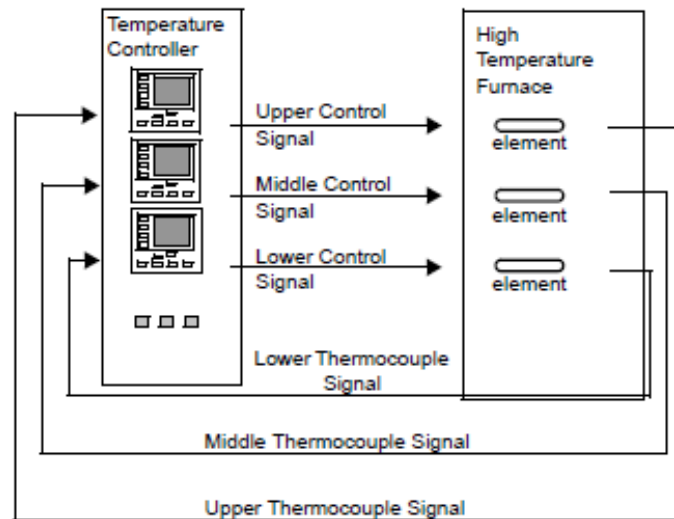 Temperature
Controller
High
Temperature
Furnace
Upper Control
Signal
element
Middle Control
Signal
element
Lower Control
Signal
element
Lower Thermocouple
Signal
Middle Thermocouple Signal
Upper Thermocouple Signal